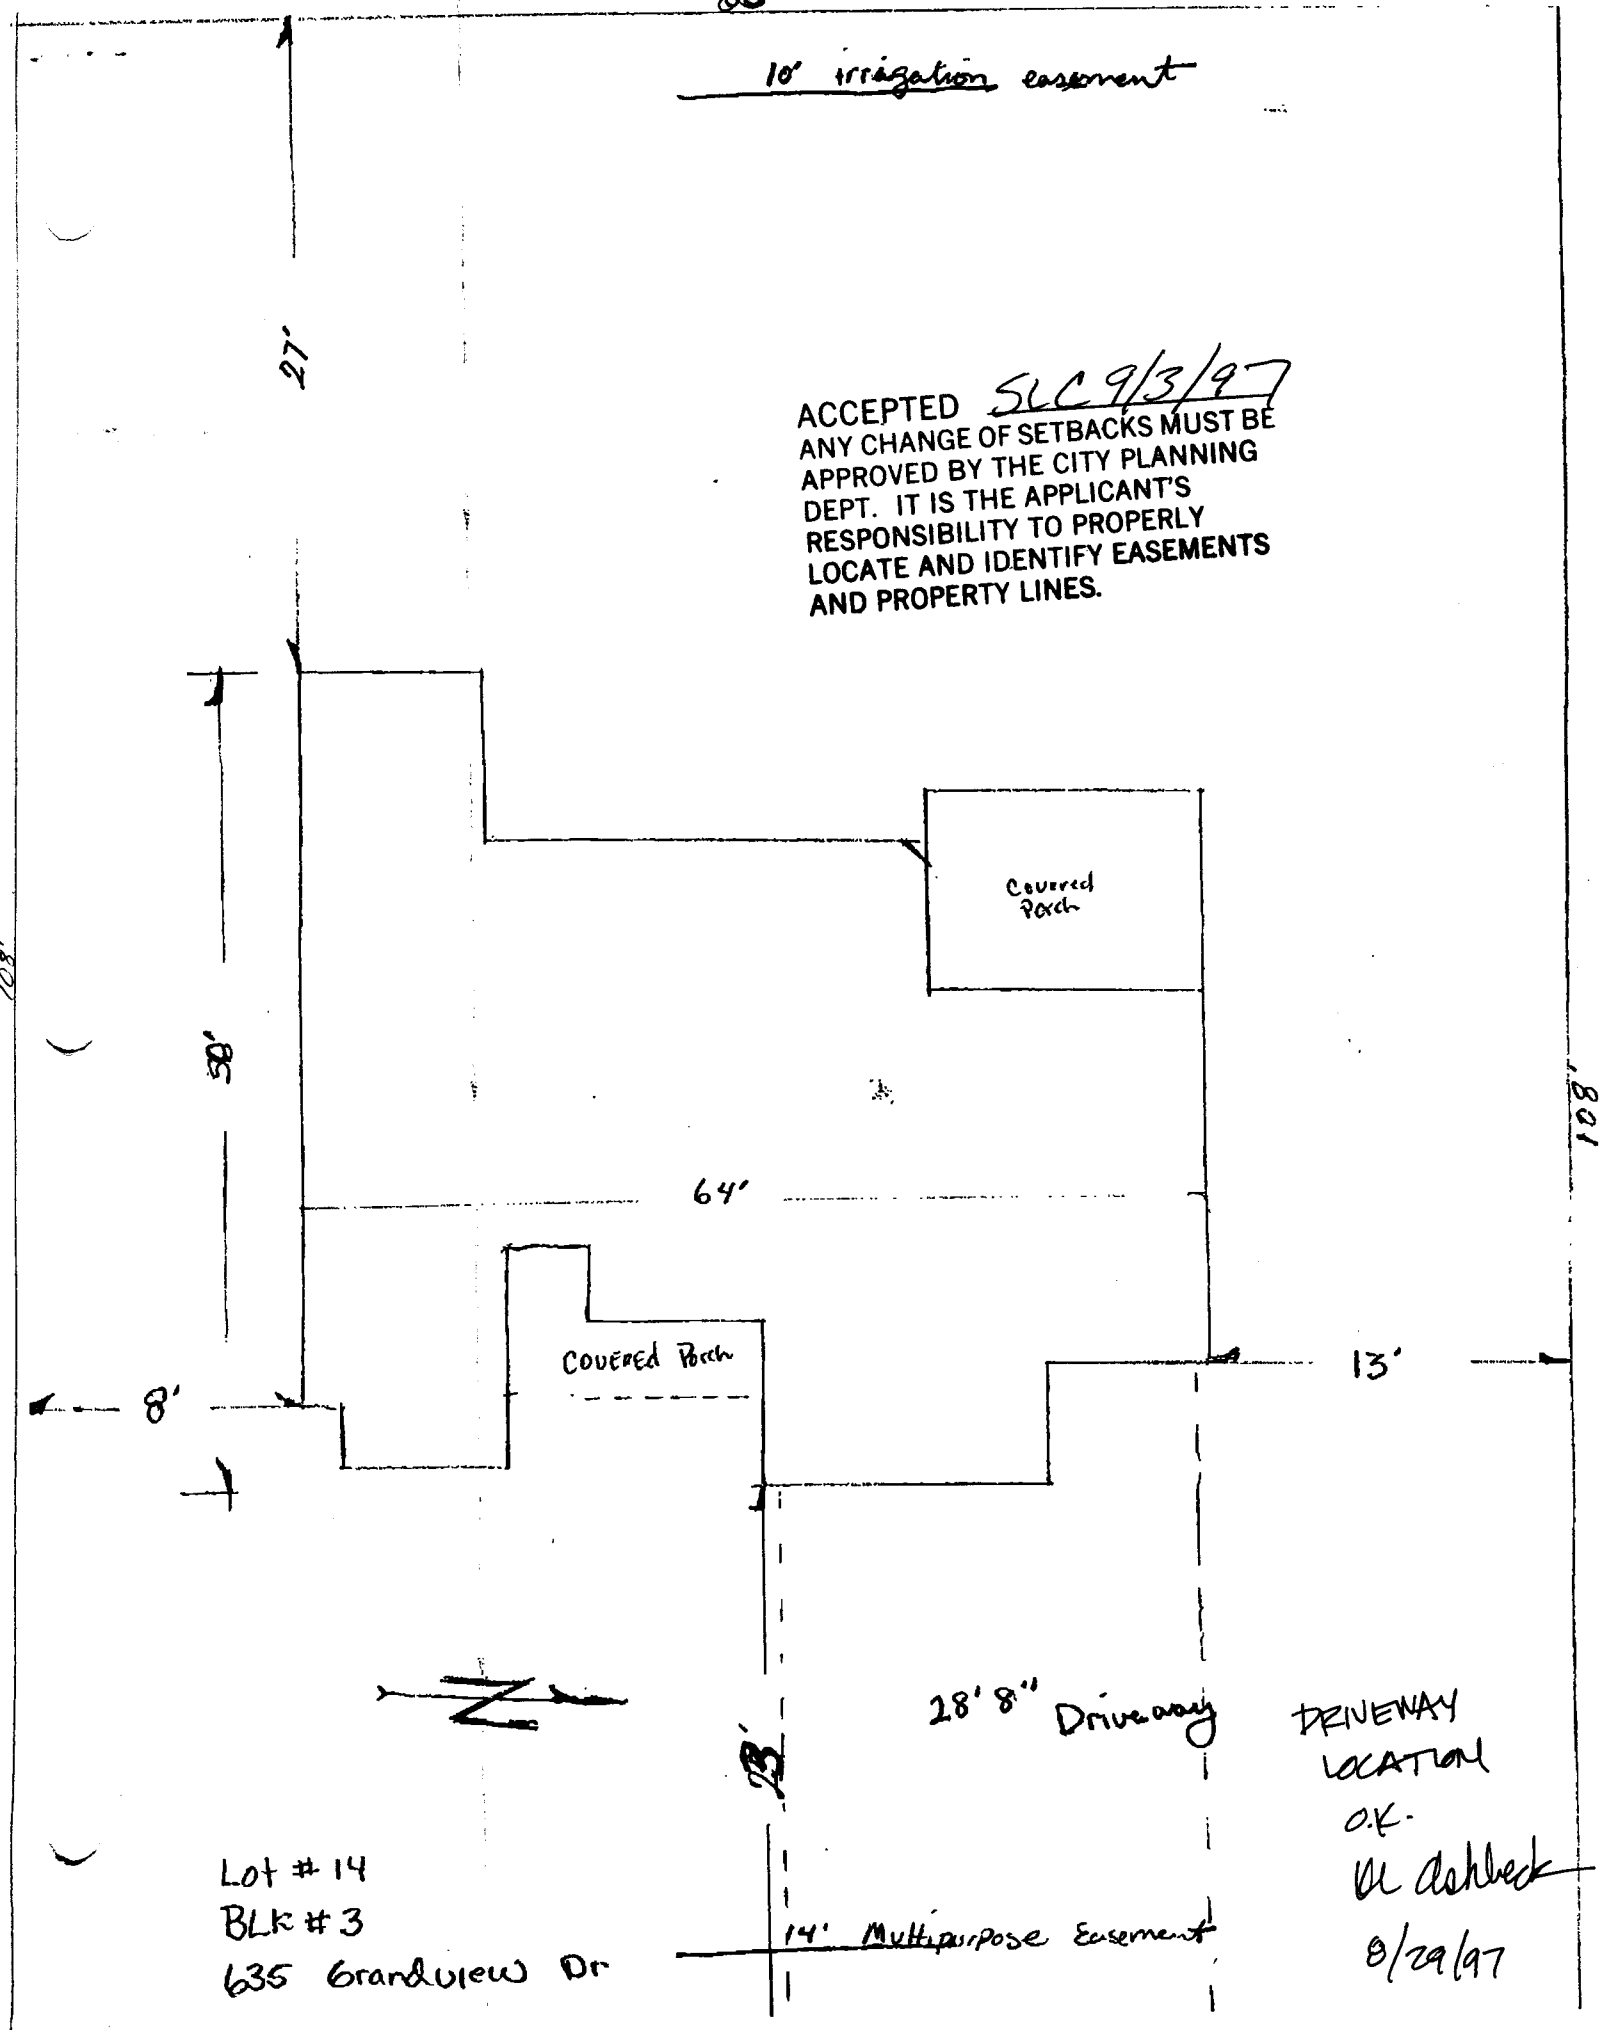 10' irrigation easement
27'
ACCEPTED SLC 9/3/97
ANY CHANGE OF SETBACKS MUST BE
APPROVED BY THE CITY PLANNING
DEPT. IT IS THE APPLICANT'S
RESPONSIBILITY TO PROPERLY
LOCATE AND IDENTIFY EASEMENTS
AND PROPERTY LINES.
Covered
Porch
108'
58'
108'
64'
COVERED Porch
13'
8'
28' 8" Driveway
23'
DRIVEWAY
LOCATION
O.K.
Ashbeck
8/29/97
Lot # 14
BLK # 3
635 Grandview Dr
14' Multipurpose Easement